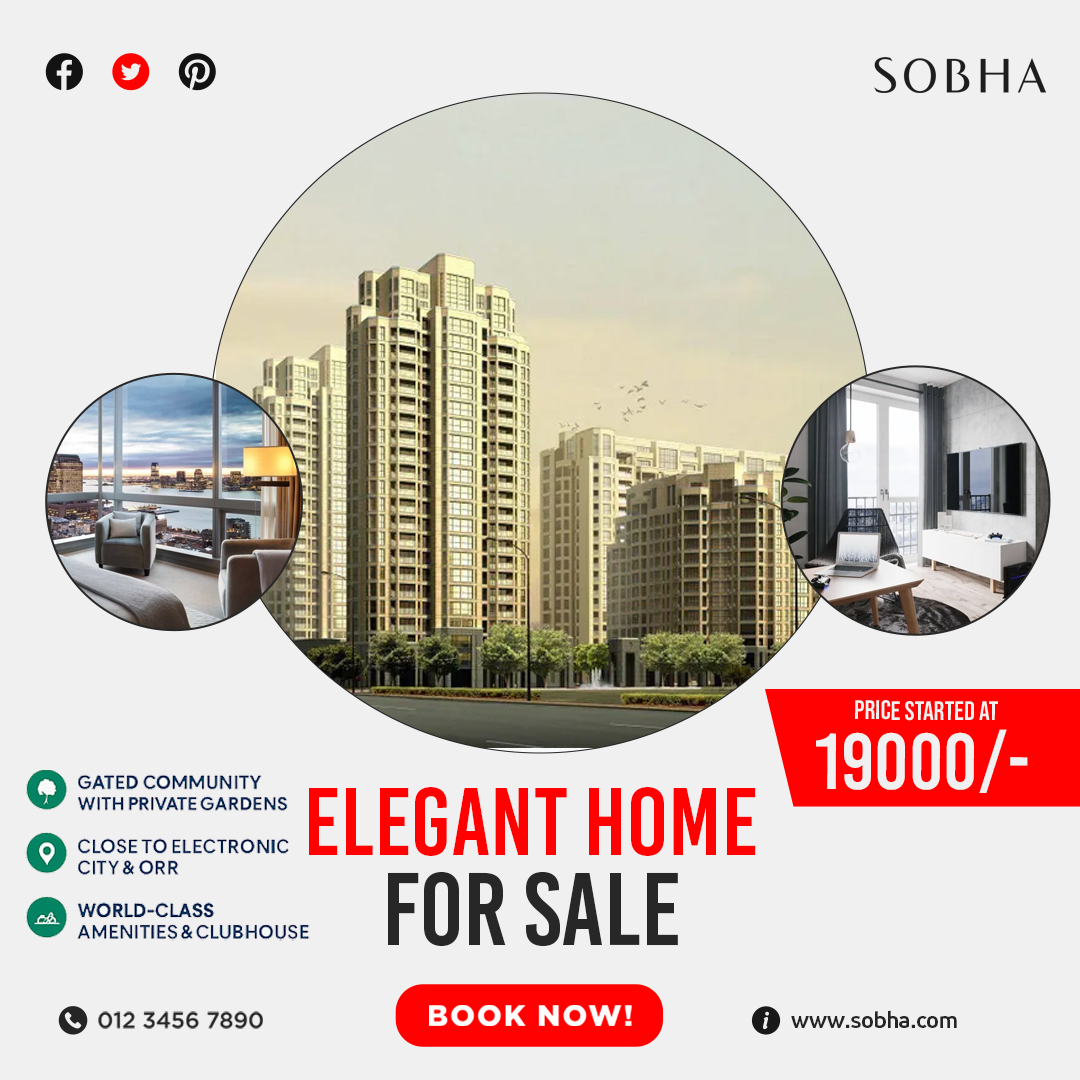 SOBHA
PRICE STARTED AT
19000/-
GATED COMMUNITY
WITH PRIVATE GARDENS
CLOSE TO ELECTRONIC
CITY & ORR
WORLD-CLASS
AMENITIES & CLUBHOUSE
ELEGANT HOME
FOR SALE
012 3456 7890
BOOK NOW!
www.sobha.com